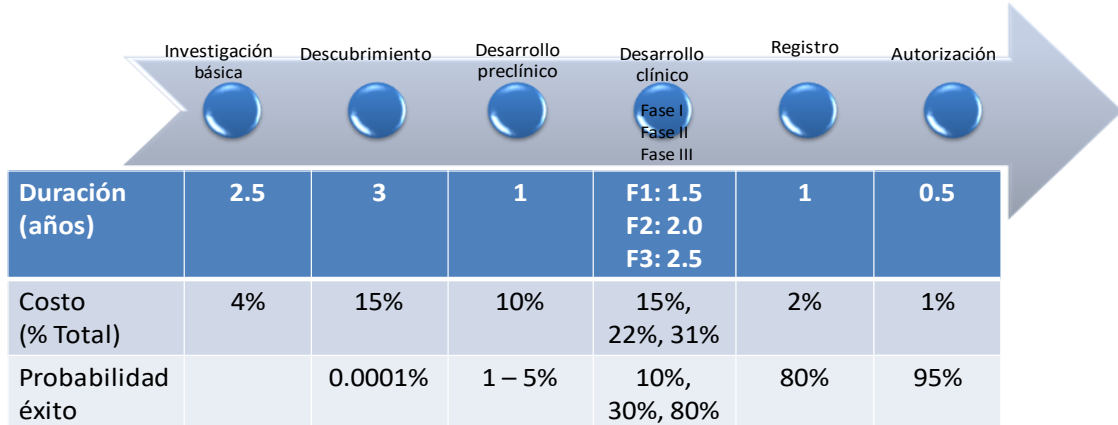 Investigación
básica
Descubrimiento
Desarrollo
preclínico
Desarrollo
clínico
Fase I
Fase II
Fase III
Registro
Autorización
Duración
(años)
2.5
3
1
F1: 1.5
F2: 2.0
F3: 2.5
1
0.5
Costo
(% Total)
4%
15%
10%
15%,
22%, 31%
2%
1%
Probabilidad
éxito
0.0001%
1 – 5%
10%,
30%, 80%
80%
95%